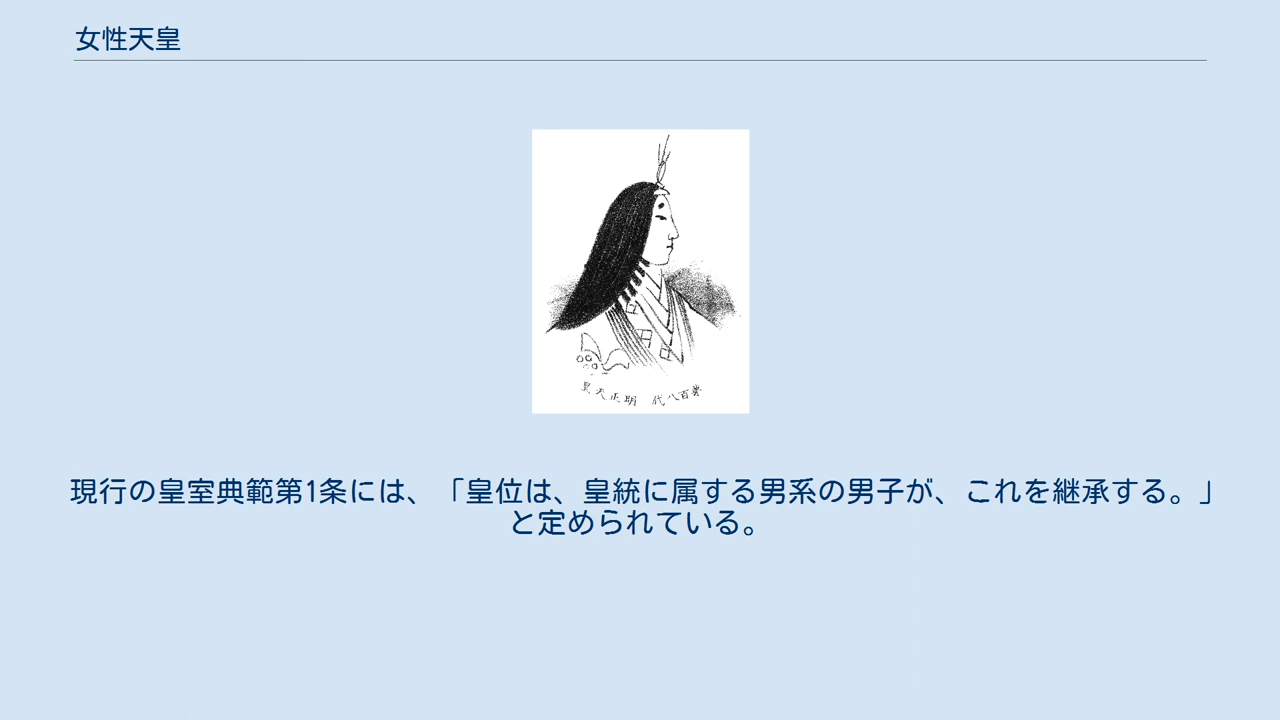 女性天皇
皇天正明　代八百第
現行の皇室典範第1条には、「皇位は、皇統に属する男系の男子が、これを継承する。」
と定められている。